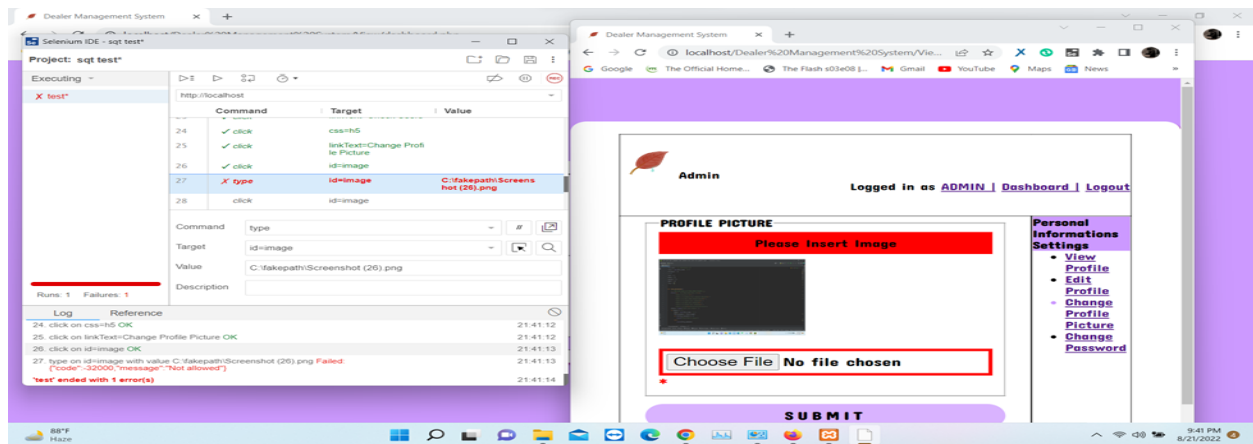 Dealer Management System
Selenium IDE - sqt test*
Project: sqt test*
Executing
test*
Runs: 1 Failures: 1
REC
http://localhost
Command Target Value
24 ✓ click css=h5
25 ✓ click linkText=Change Profi
le Picture
26 ✓ click id=image
27 X type id=image C:\fakepath\Screens
hot (26).png
28 click id=image
Command type //
Target id=image
Value C:\fakepath\Screenshot (26).png
Description
Log Reference
24. click on css=h5 OK 21:41:12
25. click on linkText=Change Profile Picture OK 21:41:12
26. click on id=image OK 21:41:13
27. type on id=image with value C:\fakepath\Screenshot (26).png Failed: 21:41:13
{"code":-32000,"message":"Not allowed"}
'test' ended with 1 error(s) 21:41:14
Dealer Management System
localhost/Dealer%20Management%20System/Vie...
Google The Official Home... The Flash s03e08 |... Gmail YouTube Maps News »
Admin
Logged in as ADMIN | Dashboard | Logout
PROFILE PICTURE
Please Insert Image
Choose File No file chosen
*
SUBMIT
Personal
Informations
Settings
• View
Profile
• Edit
Profile
• Change
Profile
Picture
• Change
Password
88°F
Haze
9:41 PM
8/21/2022